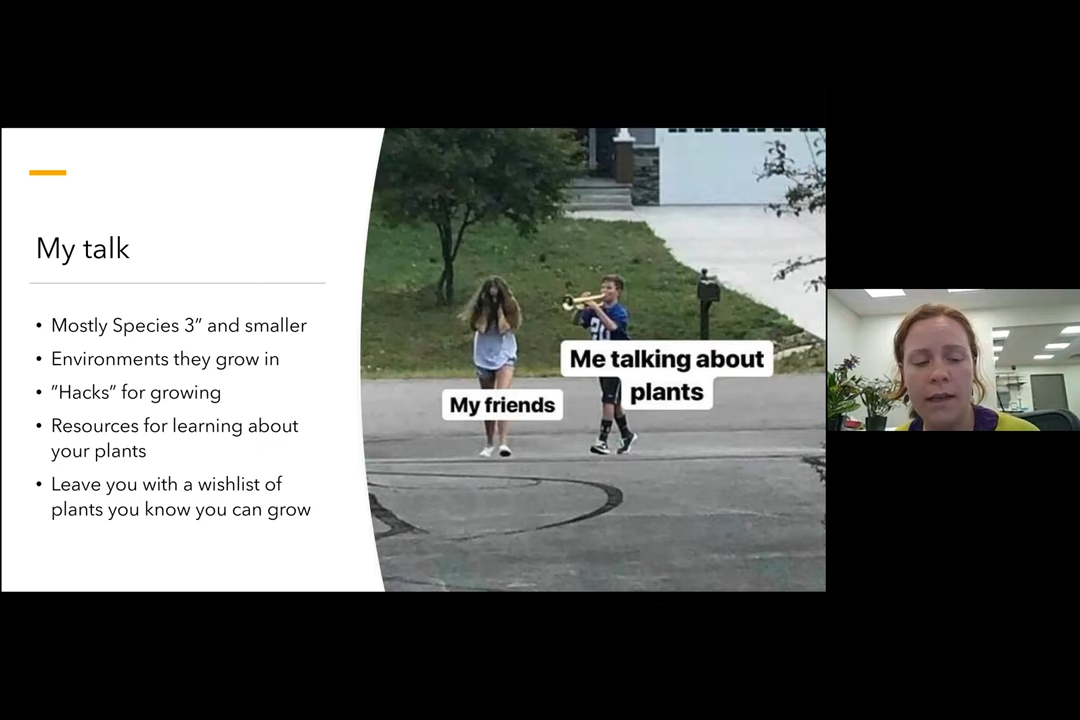 My talk
• Mostly Species 3” and smaller
• Environments they grow in
• ”Hacks” for growing
• Resources for learning about
your plants
• Leave you with a wishlist of
plants you know you can grow
Me talking about
plants
My friends